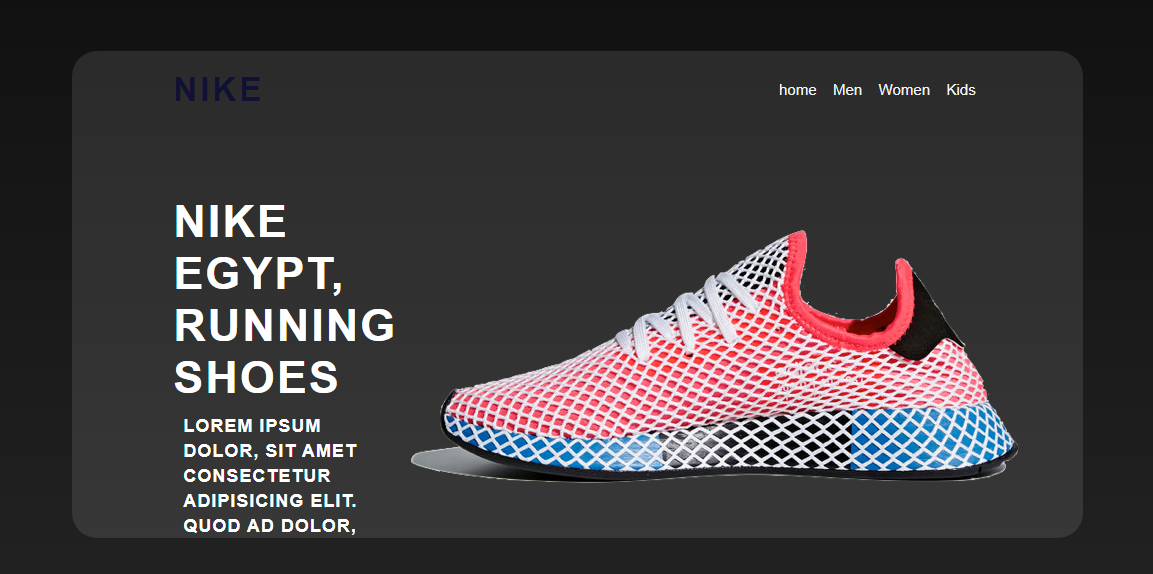 NIKE
home Men Women Kids
NIKE
EGYPT,
RUNNING
SHOES
LOREM IPSUM
DOLOR, SIT AMET
CONSECTETUR
ADIPISICING ELIT.
QUOD AD DOLOR,